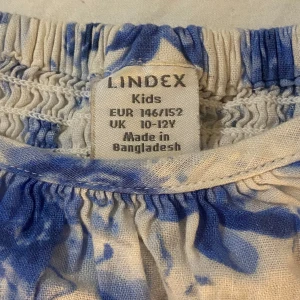 LINDEX
Kids
EUR 146/152
UK 10-12Y
Made in
Bangladesh